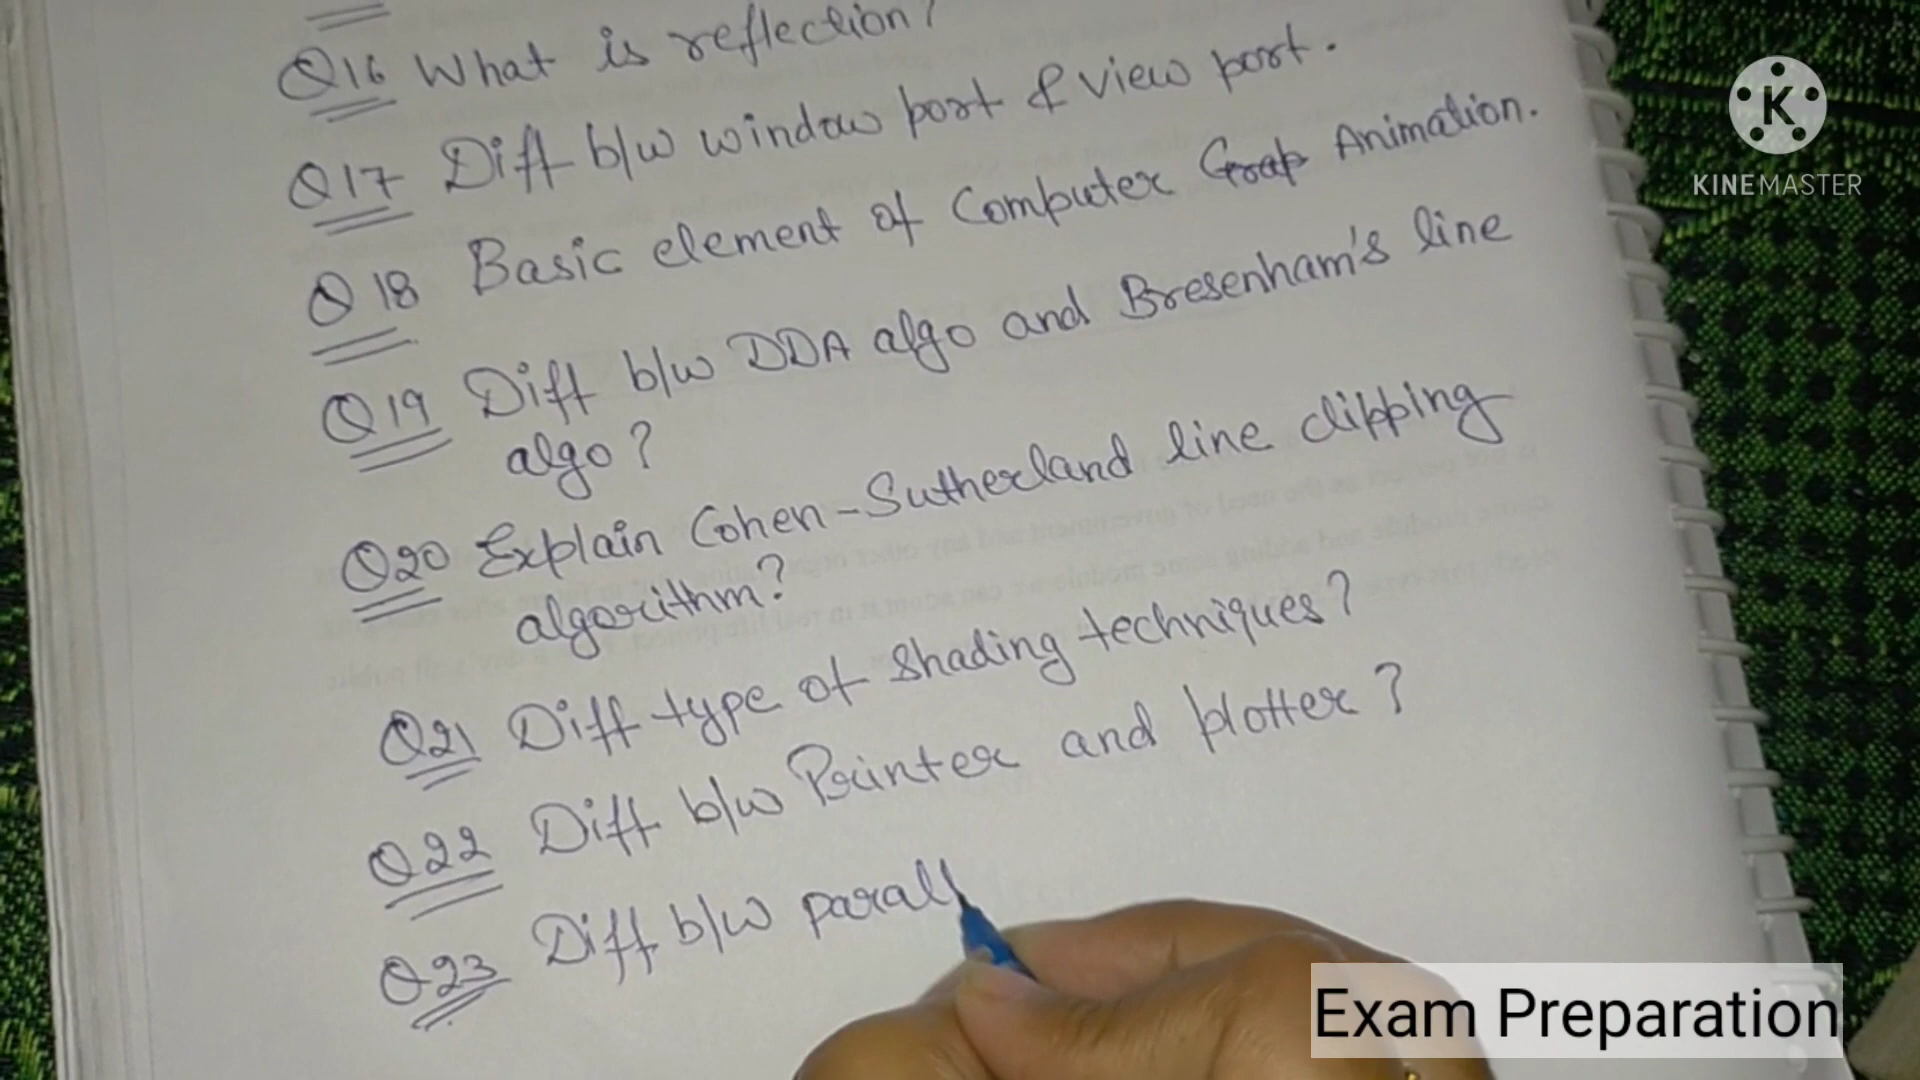 Q16 What is reflection?
Q17 Diff b/w window port & view port.
Q18 Basic element of Computer Grap Animation.
Q19 Diff b/w DDA algo and Bresenham's line
algo?
Q20 Explain Cohen-Sutherland line clipping
algorithm?
Q21 Diff type of shading techniques?
Q22 Diff b/w Printer and plotter?
Q23 Diff b/w parall
KINEMASTER
Exam Preparation